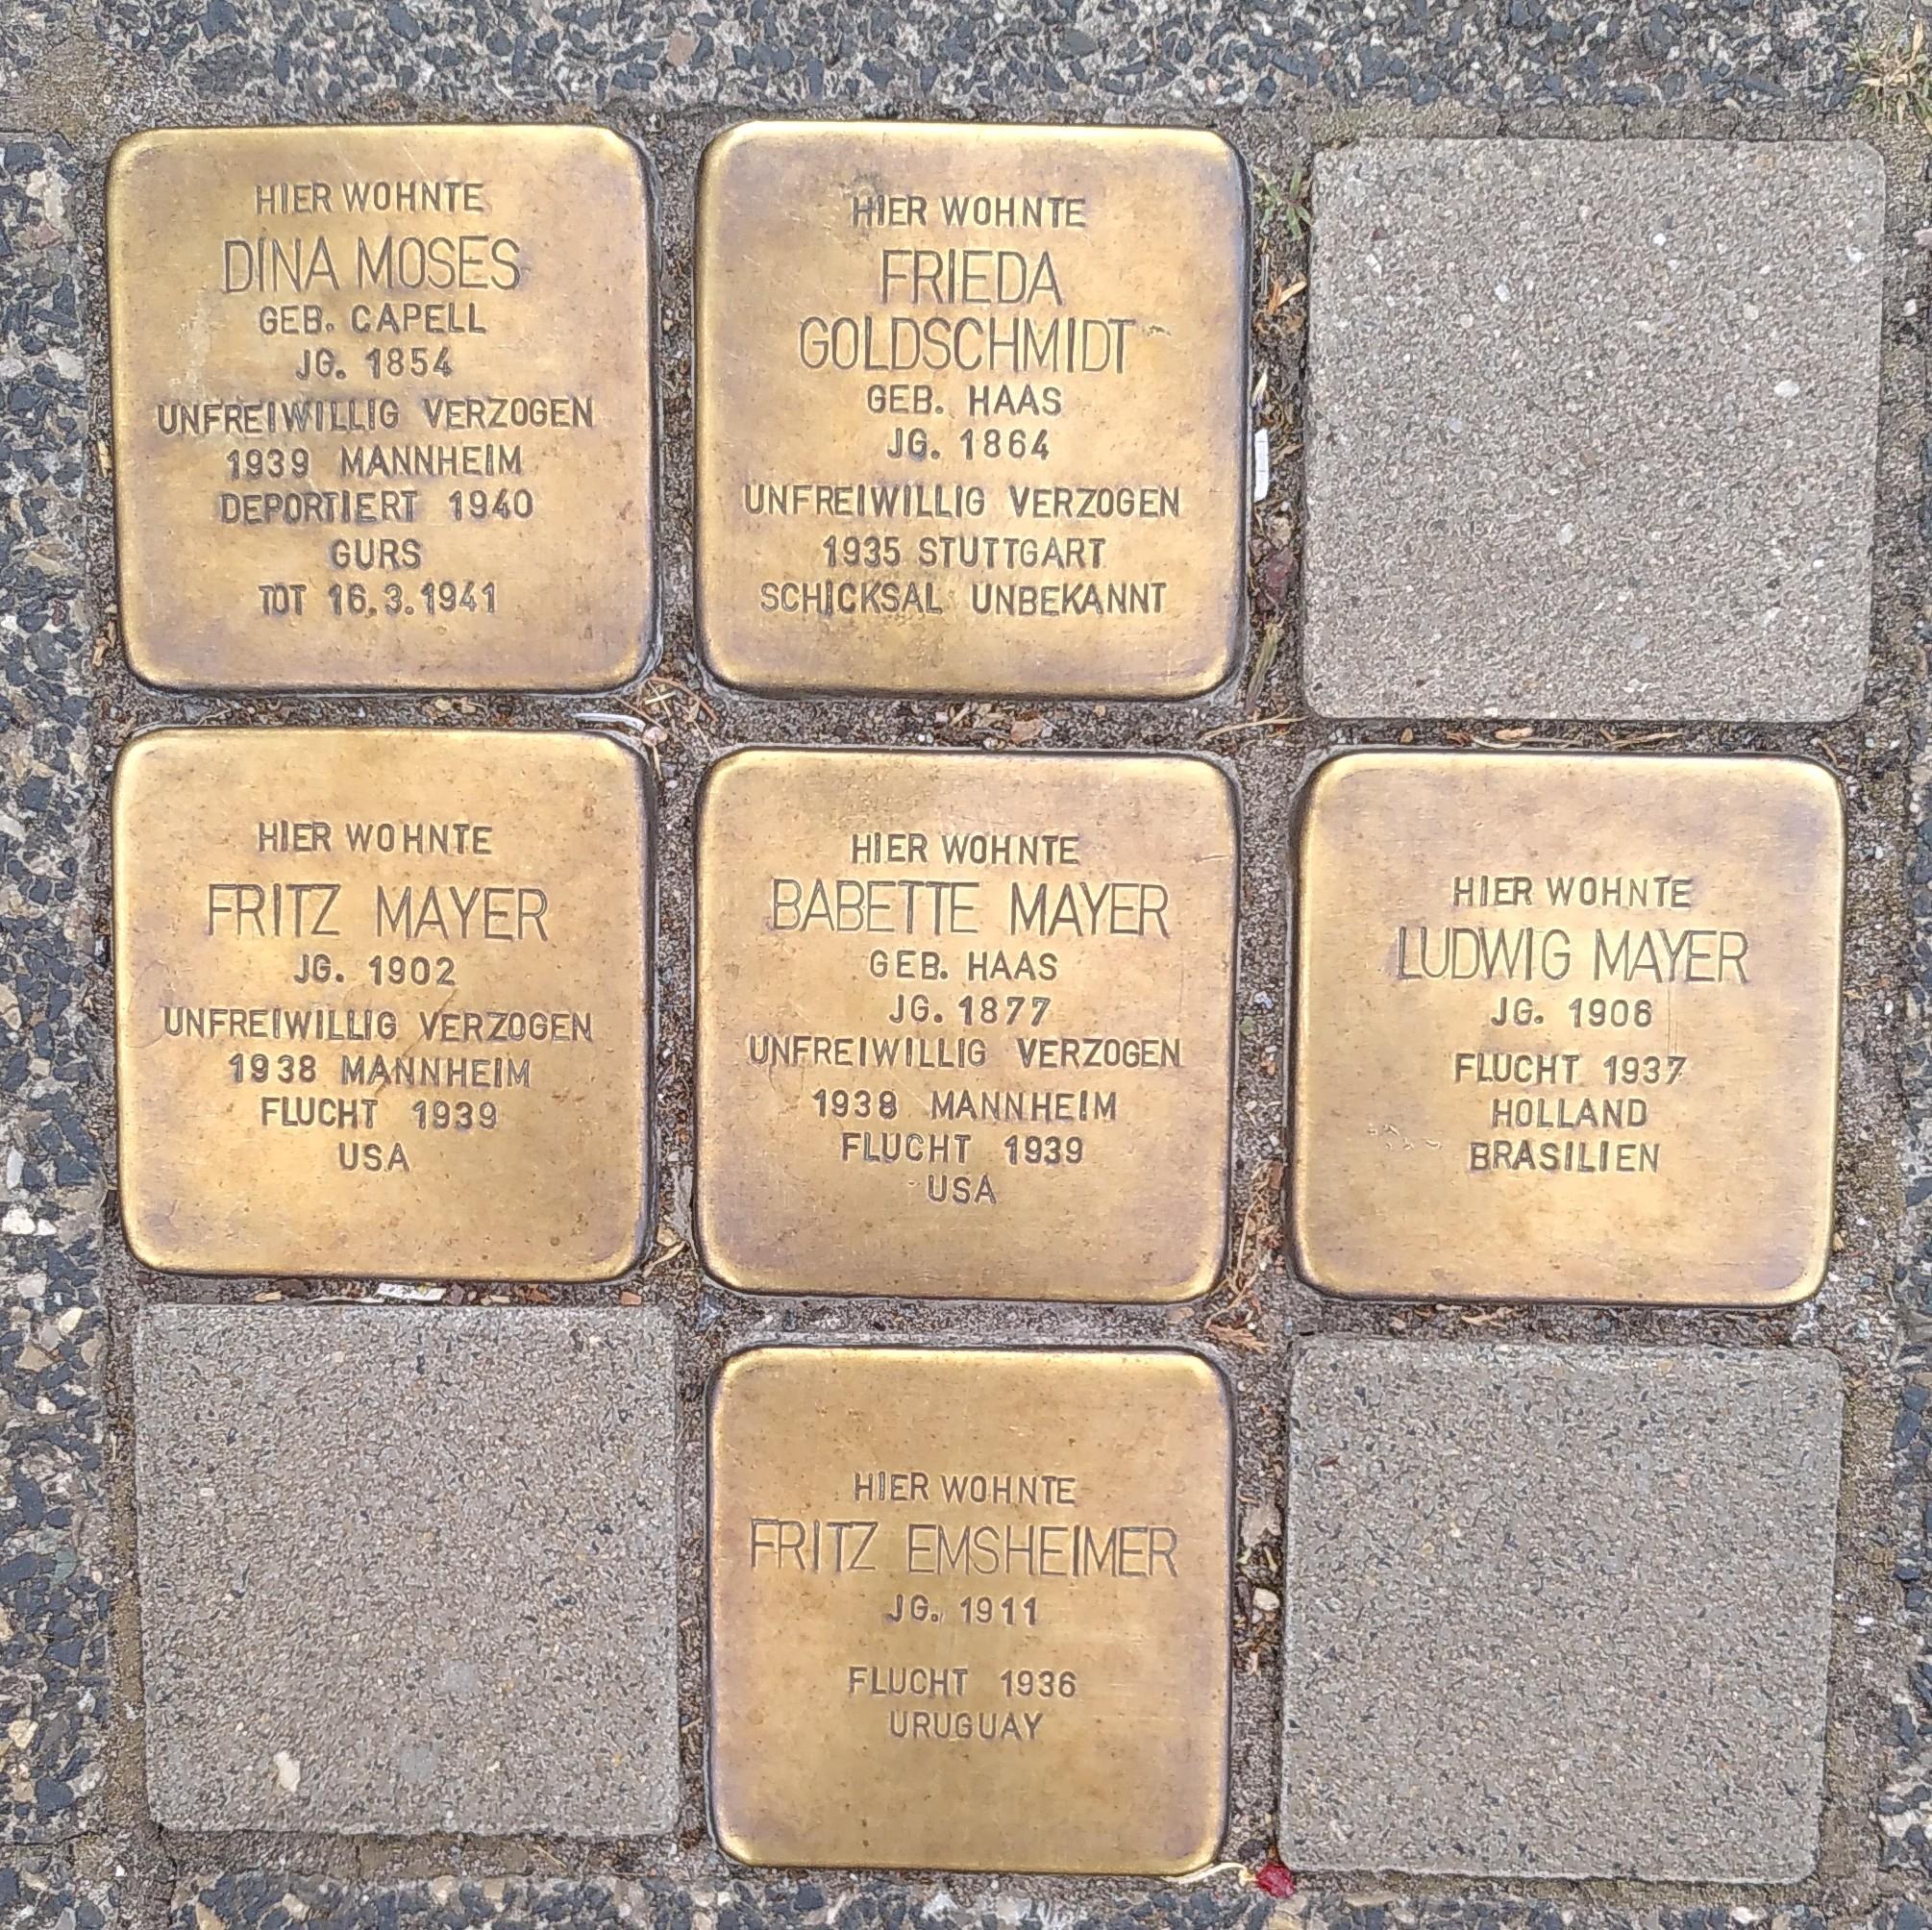 HIER WOHNTE
DINA MOSES
GEB. CAPELL
JG. 1854
UNFREIWILLIG VERZOGEN
1939 MANNHEIM
DEPORTIERT 1940
GURS
TOT 16.3.1941
HIER WOHNTE
FRIEDA
GOLDSCHMIDT
GEB. HAAS
JG. 1864
UNFREIWILLIG VERZOGEN
1935 STUTTGART
SCHICKSAL UNBEKANNT
HIER WOHNTE
FRITZ MAYER
JG. 1902
UNFREIWILLIG VERZOGEN
1938 MANNHEIM
FLUCHT 1939
USA
HIER WOHNTE
BABETTE MAYER
GEB. HAAS
JG. 1877
UNFREIWILLIG VERZOGEN
1938 MANNHEIM
FLUCHT 1939
USA
HIER WOHNTE
LUDWIG MAYER
JG. 1906
FLUCHT 1937
HOLLAND
BRASILIEN
HIER WOHNTE
FRITZ EMSHEIMER
JG. 1911
FLUCHT 1936
URUGUAY